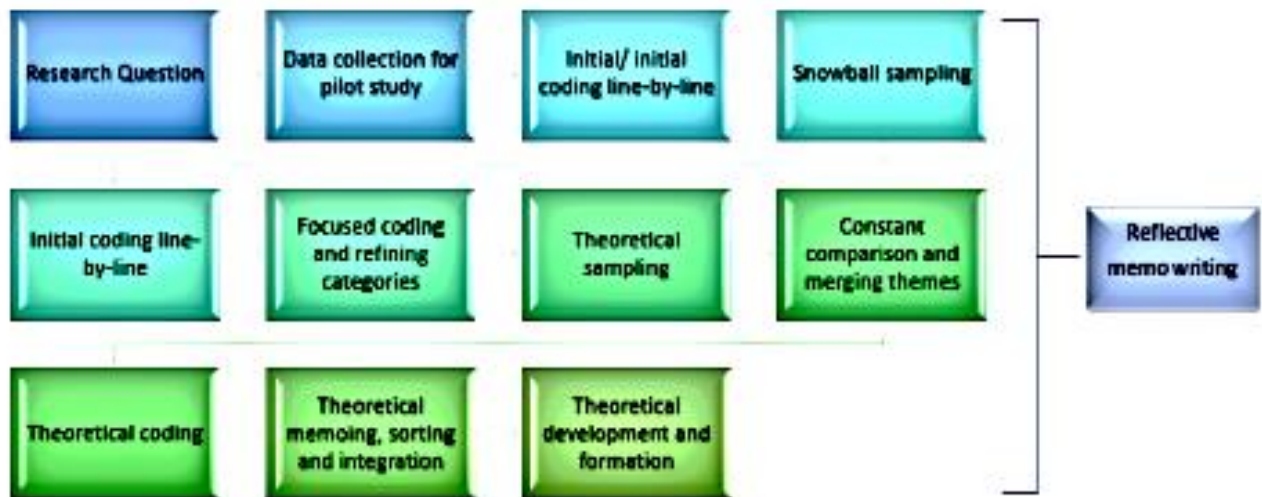 Research Question
Data collection for
pilot study
Initial/ initial
coding line-by-line
Snowball sampling
Initial coding line-
by-line
Focused coding
and refining
categories
Theoretical
sampling
Constant
comparison and
merging themes
Reflective
memo writing
Theoretical coding
Theoretical
memoing, sorting
and integration
Theoretical
development and
formation